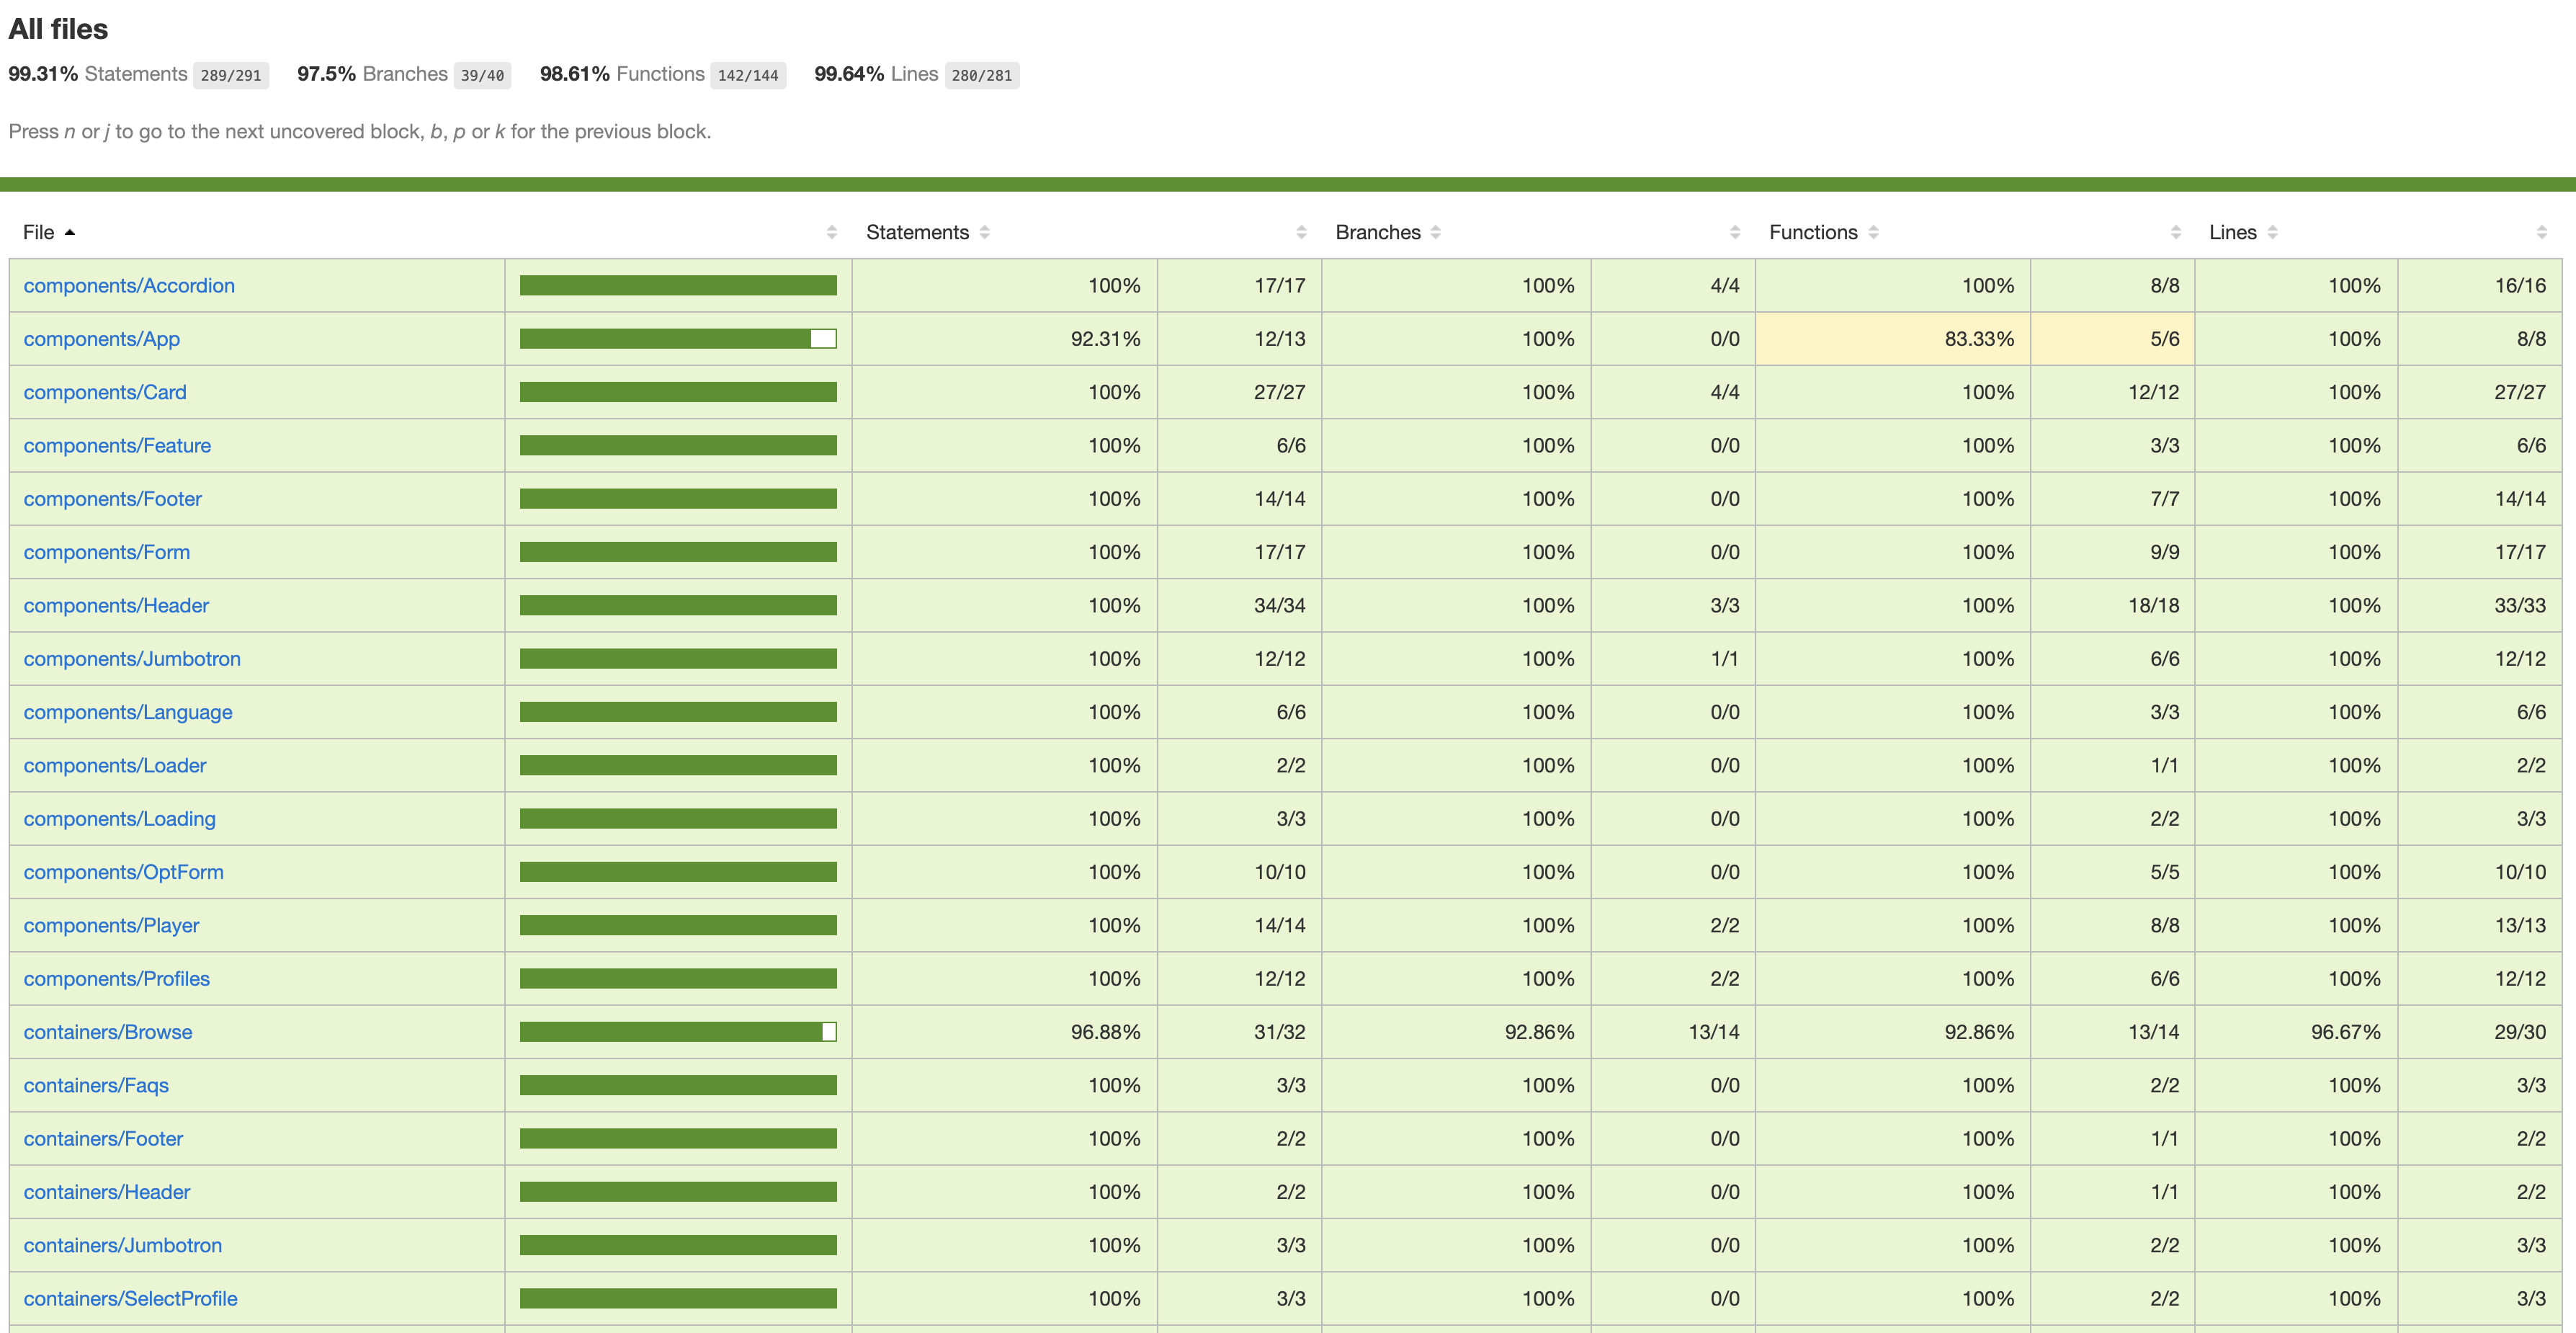 All files
99.31% Statements 289/291 97.5% Branches 39/40 98.61% Functions 142/144 99.64% Lines 280/281
Press n or j to go to the next uncovered block, b, p or k for the previous block.
File Statements Branches Functions Lines
components/Accordion 100% 17/17 100% 4/4 100% 8/8 100% 16/16
components/App 92.31% 12/13 100% 0/0 83.33% 5/6 100% 8/8
components/Card 100% 27/27 100% 4/4 100% 12/12 100% 27/27
components/Feature 100% 6/6 100% 0/0 100% 3/3 100% 6/6
components/Footer 100% 14/14 100% 0/0 100% 7/7 100% 14/14
components/Form 100% 17/17 100% 0/0 100% 9/9 100% 17/17
components/Header 100% 34/34 100% 3/3 100% 18/18 100% 33/33
components/Jumbotron 100% 12/12 100% 1/1 100% 6/6 100% 12/12
components/Language 100% 6/6 100% 0/0 100% 3/3 100% 6/6
components/Loader 100% 2/2 100% 0/0 100% 1/1 100% 2/2
components/Loading 100% 3/3 100% 0/0 100% 2/2 100% 3/3
components/OptForm 100% 10/10 100% 0/0 100% 5/5 100% 10/10
components/Player 100% 14/14 100% 2/2 100% 8/8 100% 13/13
components/Profiles 100% 12/12 100% 2/2 100% 6/6 100% 12/12
containers/Browse 96.88% 31/32 92.86% 13/14 92.86% 13/14 96.67% 29/30
containers/Faqs 100% 3/3 100% 0/0 100% 2/2 100% 3/3
containers/Footer 100% 2/2 100% 0/0 100% 1/1 100% 2/2
containers/Header 100% 2/2 100% 0/0 100% 1/1 100% 2/2
containers/Jumbotron 100% 3/3 100% 0/0 100% 2/2 100% 3/3
containers/SelectProfile 100% 3/3 100% 0/0 100% 2/2 100% 3/3